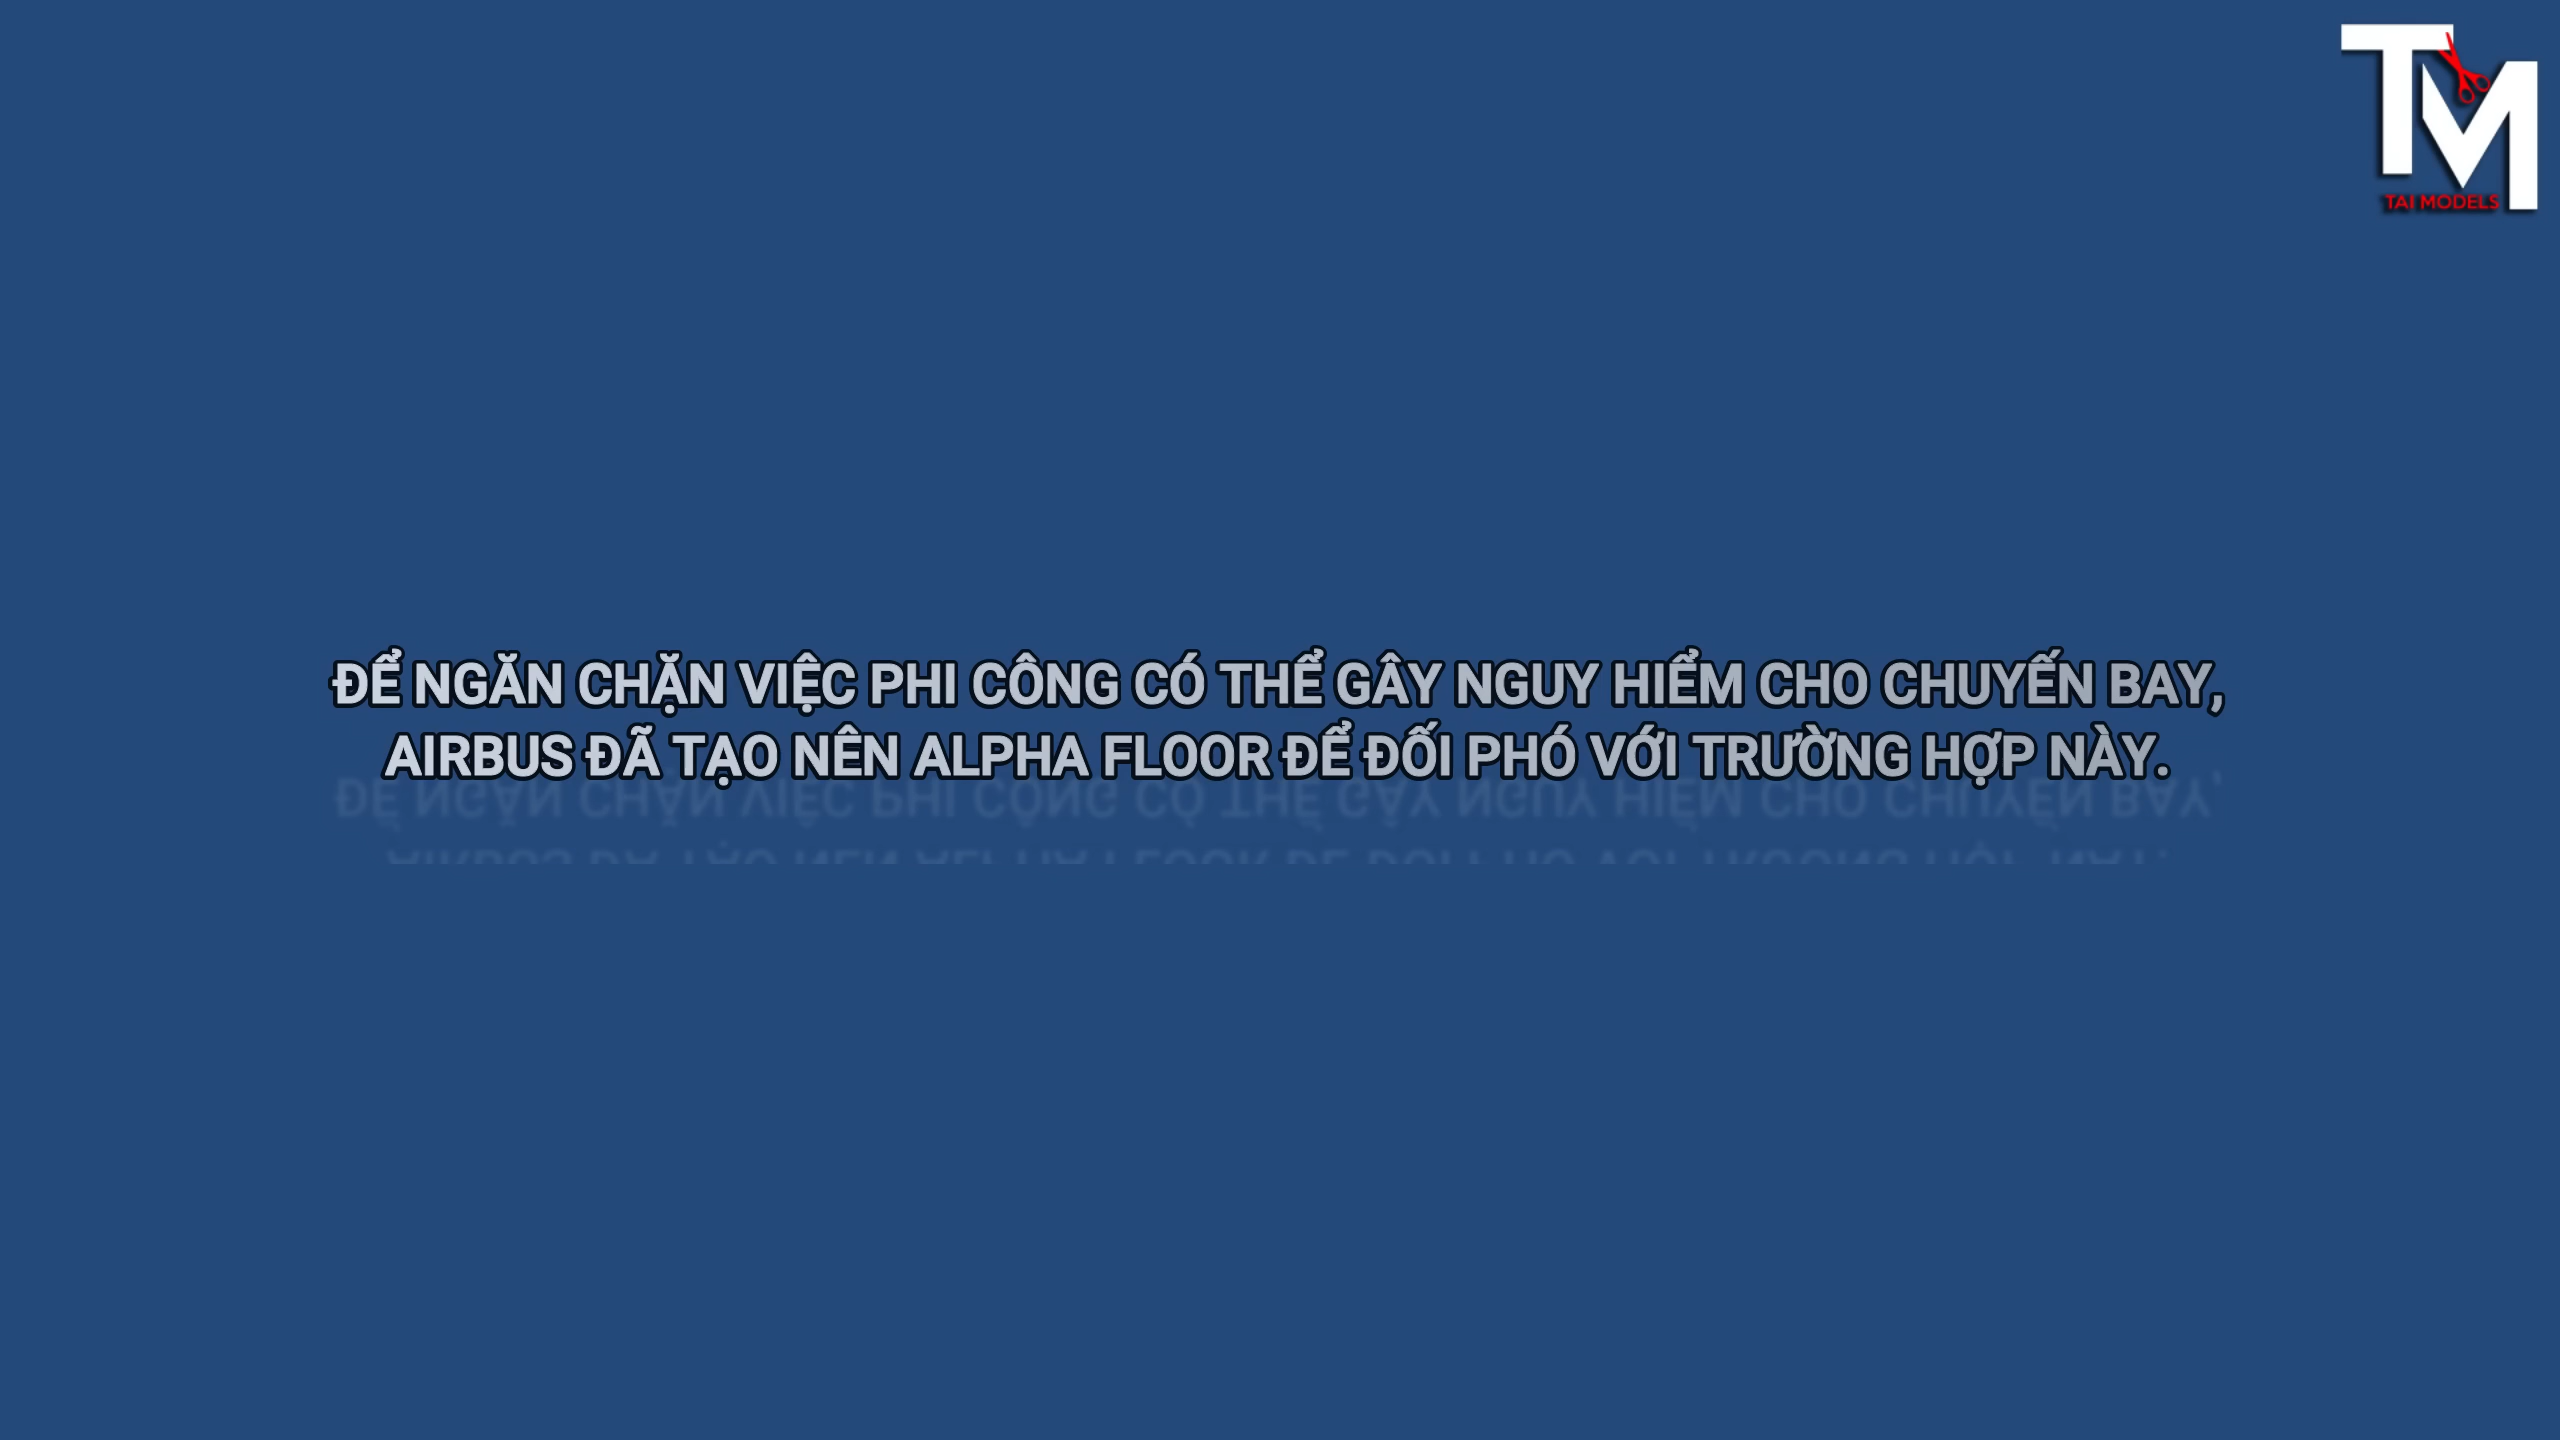 TM
TAI MODELS
ĐỂ NGĂN CHẶN VIỆC PHI CÔNG CÓ THỂ GÂY NGUY HIỂM CHO CHUYẾN BAY,
AIRBUS ĐÃ TẠO NÊN ALPHA FLOOR ĐỂ ĐỐI PHÓ VỚI TRƯỜNG HỢP NÀY.